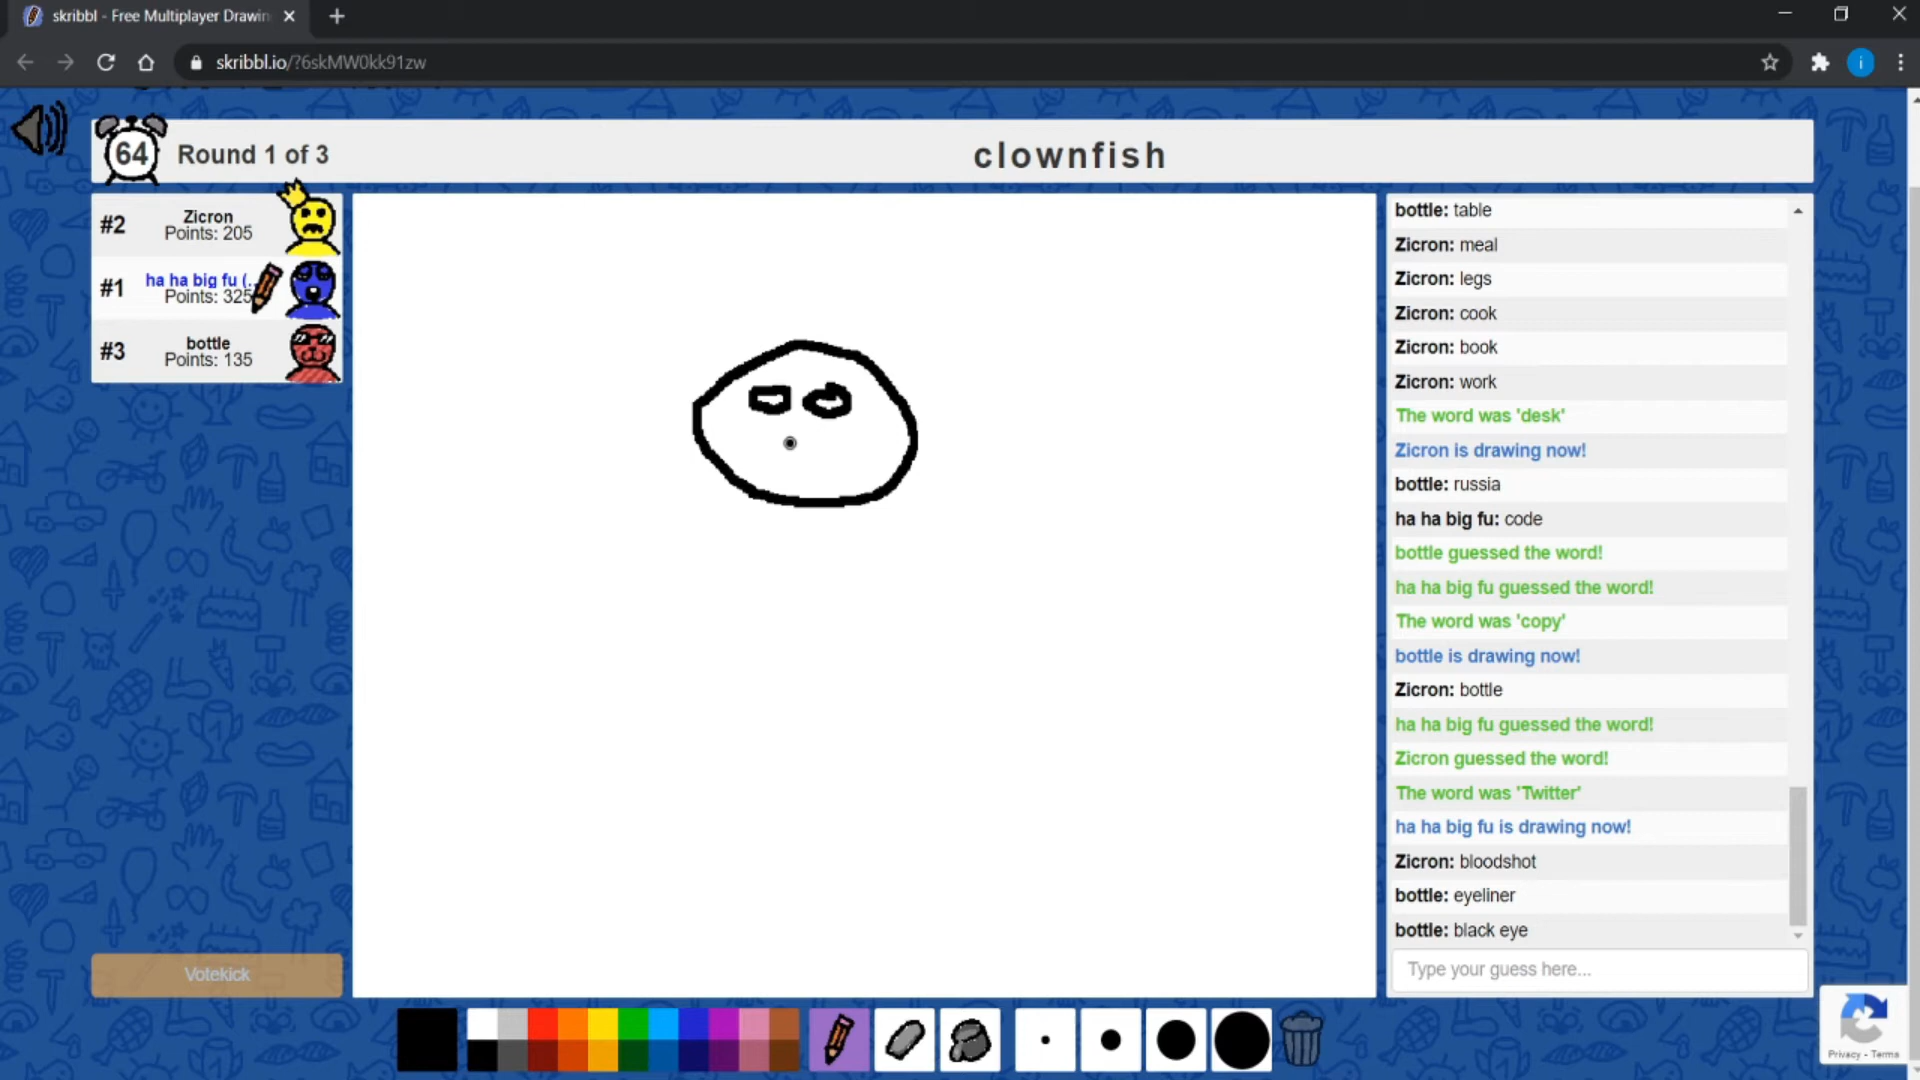 skribbl - Free Multiplayer Drawin
skribbl.io/?6skMW0kk91zw
i
64
Round 1 of 3
clownfish
#2
Zicron
Points: 205
#1
ha ha big fu (..
Points: 325
#3
bottle
Points: 135
bottle: table
Zicron: meal
Zicron: legs
Zicron: cook
Zicron: book
Zicron: work
The word was 'desk'
Zicron is drawing now!
bottle: russia
ha ha big fu: code
bottle guessed the word!
ha ha big fu guessed the word!
The word was 'copy'
bottle is drawing now!
Zicron: bottle
ha ha big fu guessed the word!
Zicron guessed the word!
The word was 'Twitter'
ha ha big fu is drawing now!
Zicron: bloodshot
bottle: eyeliner
bottle: black eye
Type your guess here...
Votekick
Privacy - Terms